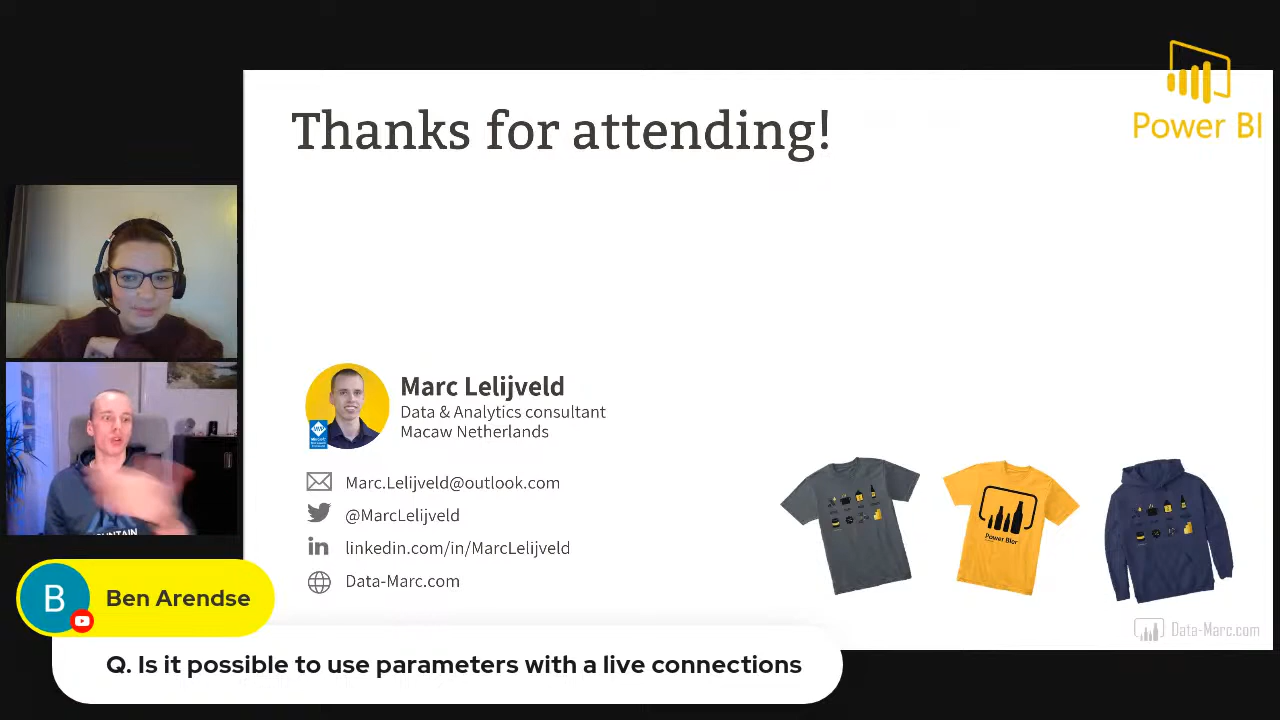 Thanks for attending!
Power BI
Marc Lelijveld
Data & Analytics consultant
Macaw Netherlands
Marc.Lelijveld@outlook.com
@MarcLelijveld
linkedin.com/in/MarcLelijveld
Data-Marc.com
Power BIer
Data-Marc.com
B
Ben Arendse
Q. Is it possible to use parameters with a live connections